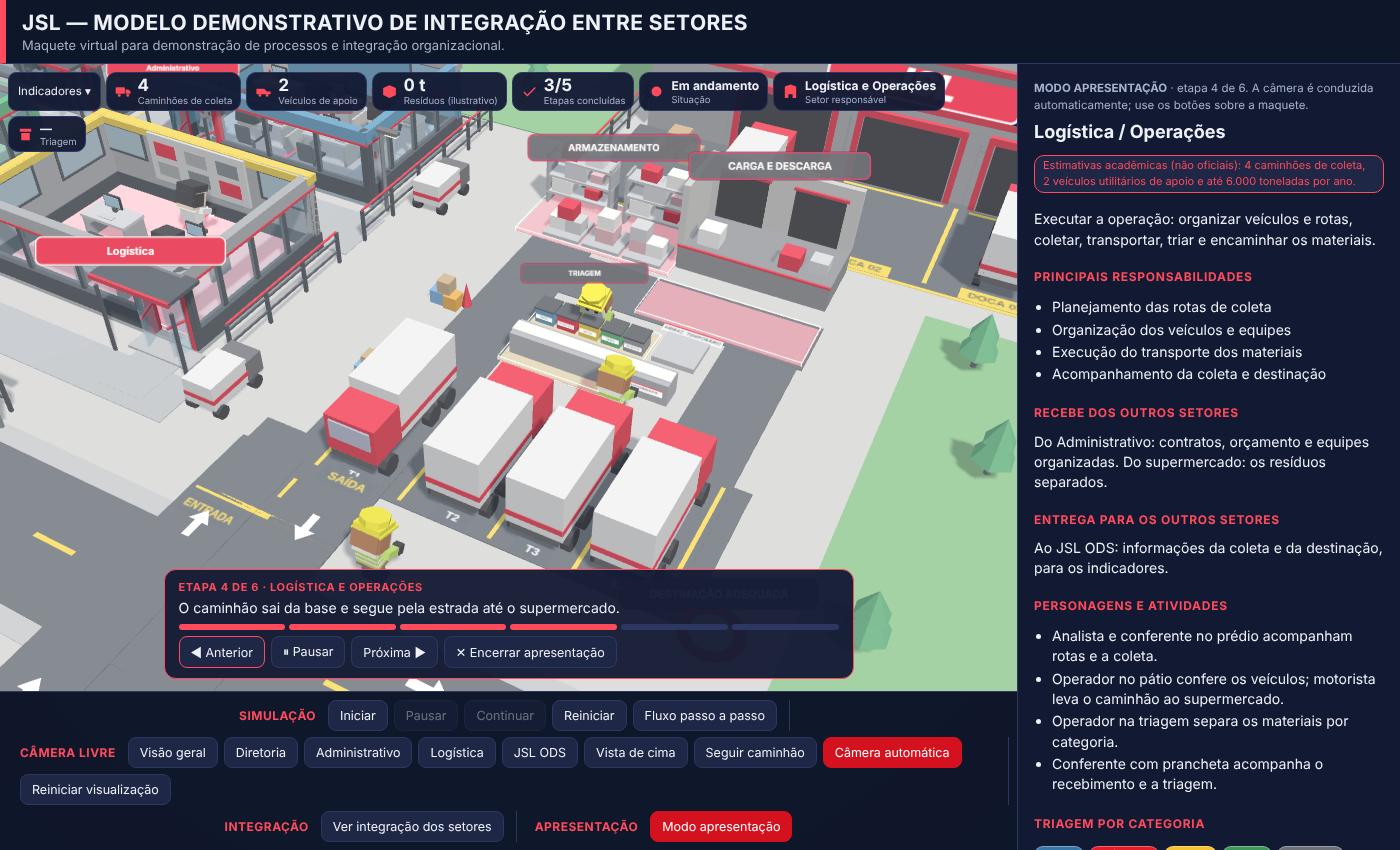 JSL — MODELO DEMONSTRATIVO DE INTEGRAÇÃO ENTRE SETORES
Maquete virtual para demonstração de processos e integração organizacional.
Administrativo
Indicadores ▾
4
Caminhões de coleta
2
Veículos de apoio
0 t
Resíduos (ilustrativo)
3/5
Etapas concluídas
Em andamento
Situação
Logística e Operações
Setor responsável
—
Triagem
ARMAZENAMENTO
CARGA E DESCARGA
Logística
TRIAGEM
DOCA 03
T1
SAÍDA
ENTRADA
T2
T3
DESTINAÇÃO ADEQUADA
ETAPA 4 DE 6 · LOGÍSTICA E OPERAÇÕES
O caminhão sai da base e segue pela estrada até o supermercado.
◀ Anterior
⏸ Pausar
Próxima ▶
✕ Encerrar apresentação
SIMULAÇÃO
Iniciar
Pausar
Continuar
Reiniciar
Fluxo passo a passo
CÂMERA LIVRE
Visão geral
Diretoria
Administrativo
Logística
JSL ODS
Vista de cima
Seguir caminhão
Câmera automática
Reiniciar visualização
INTEGRAÇÃO
Ver integração dos setores
APRESENTAÇÃO
Modo apresentação
MODO APRESENTAÇÃO · etapa 4 de 6. A câmera é conduzida
automaticamente; use os botões sobre a maquete.
Logística / Operações
Estimativas acadêmicas (não oficiais): 4 caminhões de coleta,
2 veículos utilitários de apoio e até 6.000 toneladas por ano.
Executar a operação: organizar veículos e rotas,
coletar, transportar, triar e encaminhar os materiais.
PRINCIPAIS RESPONSABILIDADES
• Planejamento das rotas de coleta
• Organização dos veículos e equipes
• Execução do transporte dos materiais
• Acompanhamento da coleta e destinação
RECEBE DOS OUTROS SETORES
Do Administrativo: contratos, orçamento e equipes
organizadas. Do supermercado: os resíduos
separados.
ENTREGA PARA OS OUTROS SETORES
Ao JSL ODS: informações da coleta e da destinação,
para os indicadores.
PERSONAGENS E ATIVIDADES
• Analista e conferente no prédio acompanham
rotas e a coleta.
• Operador no pátio confere os veículos; motorista
leva o caminhão ao supermercado.
• Operador na triagem separa os materiais por
categoria.
• Conferente com prancheta acompanha o
recebimento e a triagem.
TRIAGEM POR CATEGORIA